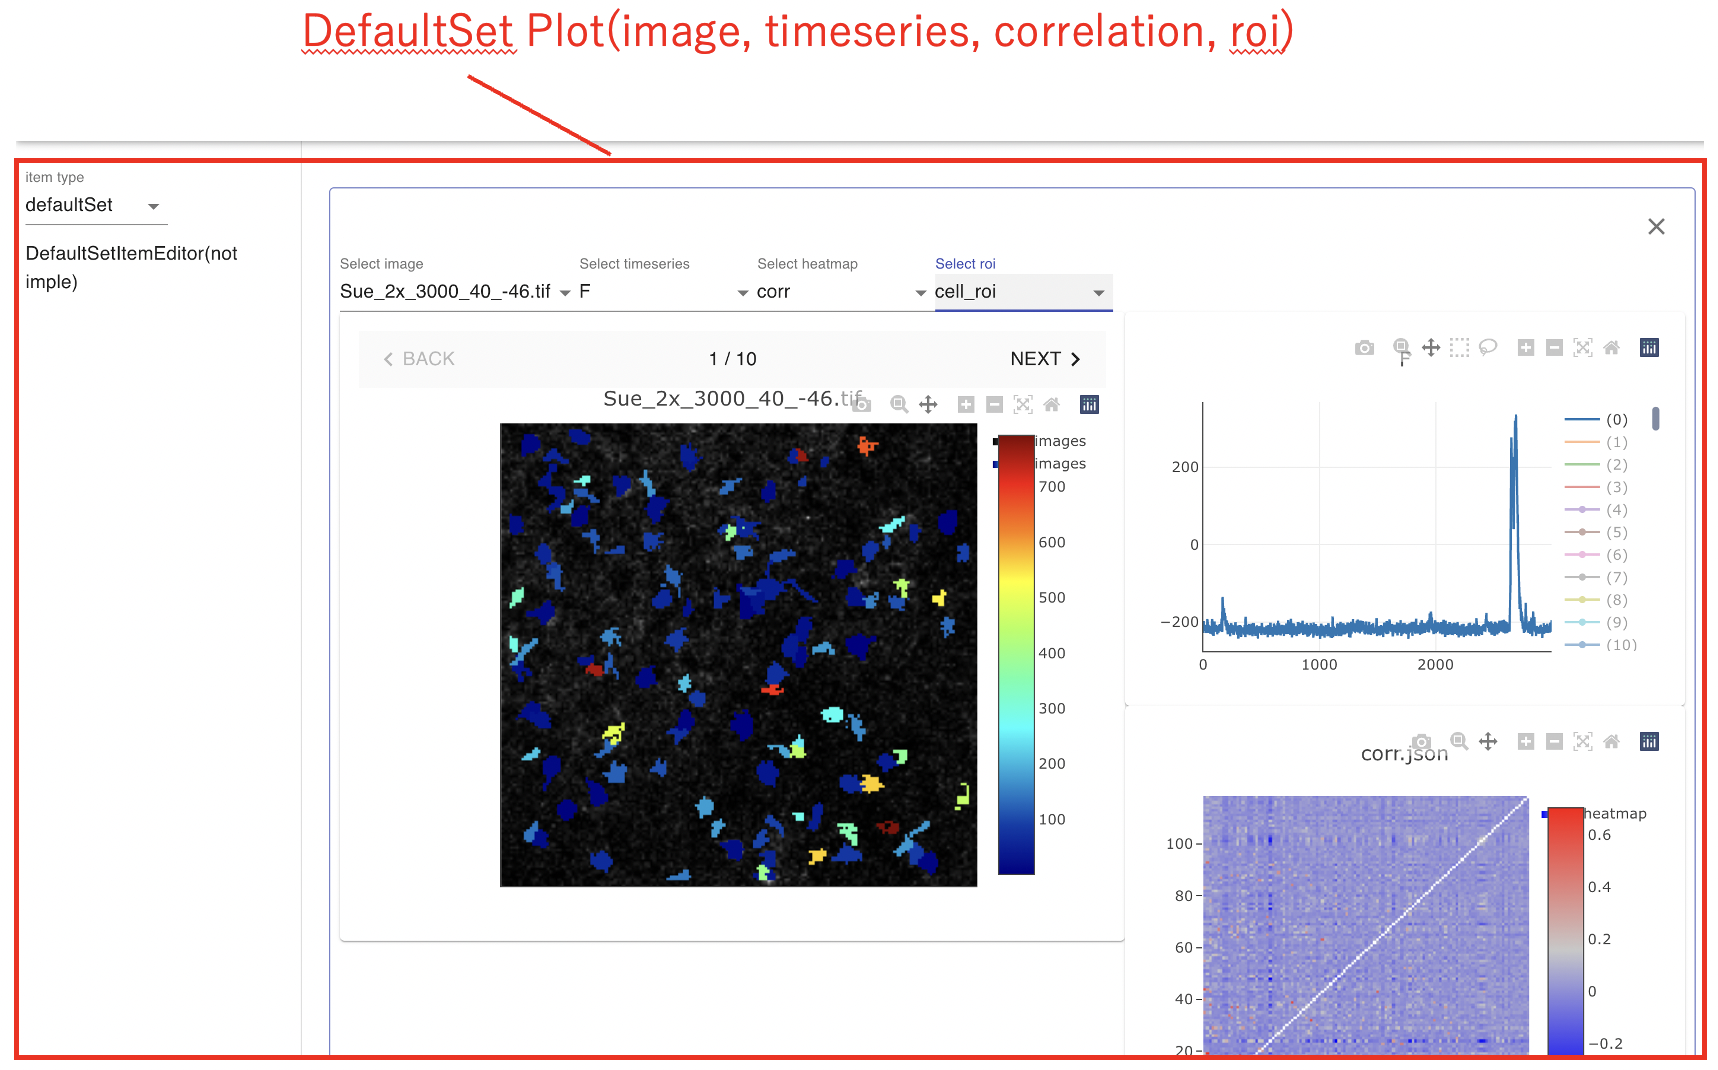 DefaultSet Plot(image, timeseries, correlation, roi)
item type
defaultSet
DefaultSetItemEditor(not
imple)
Select image
Sue_2x_3000_40_-46.tif
Select timeseries
F
Select heatmap
corr
Select roi
cell_roi
BACK
1 / 10
NEXT
Sue_2x_3000_40_-46.tif
images
images
700
600
500
400
300
200
100
F
200
0
−200
0
1000
2000
(0)
(1)
(2)
(3)
(4)
(5)
(6)
(7)
(8)
(9)
(10)
corr.json
100
80
60
40
20
heatmap
0.6
0.4
0.2
0
−0.2